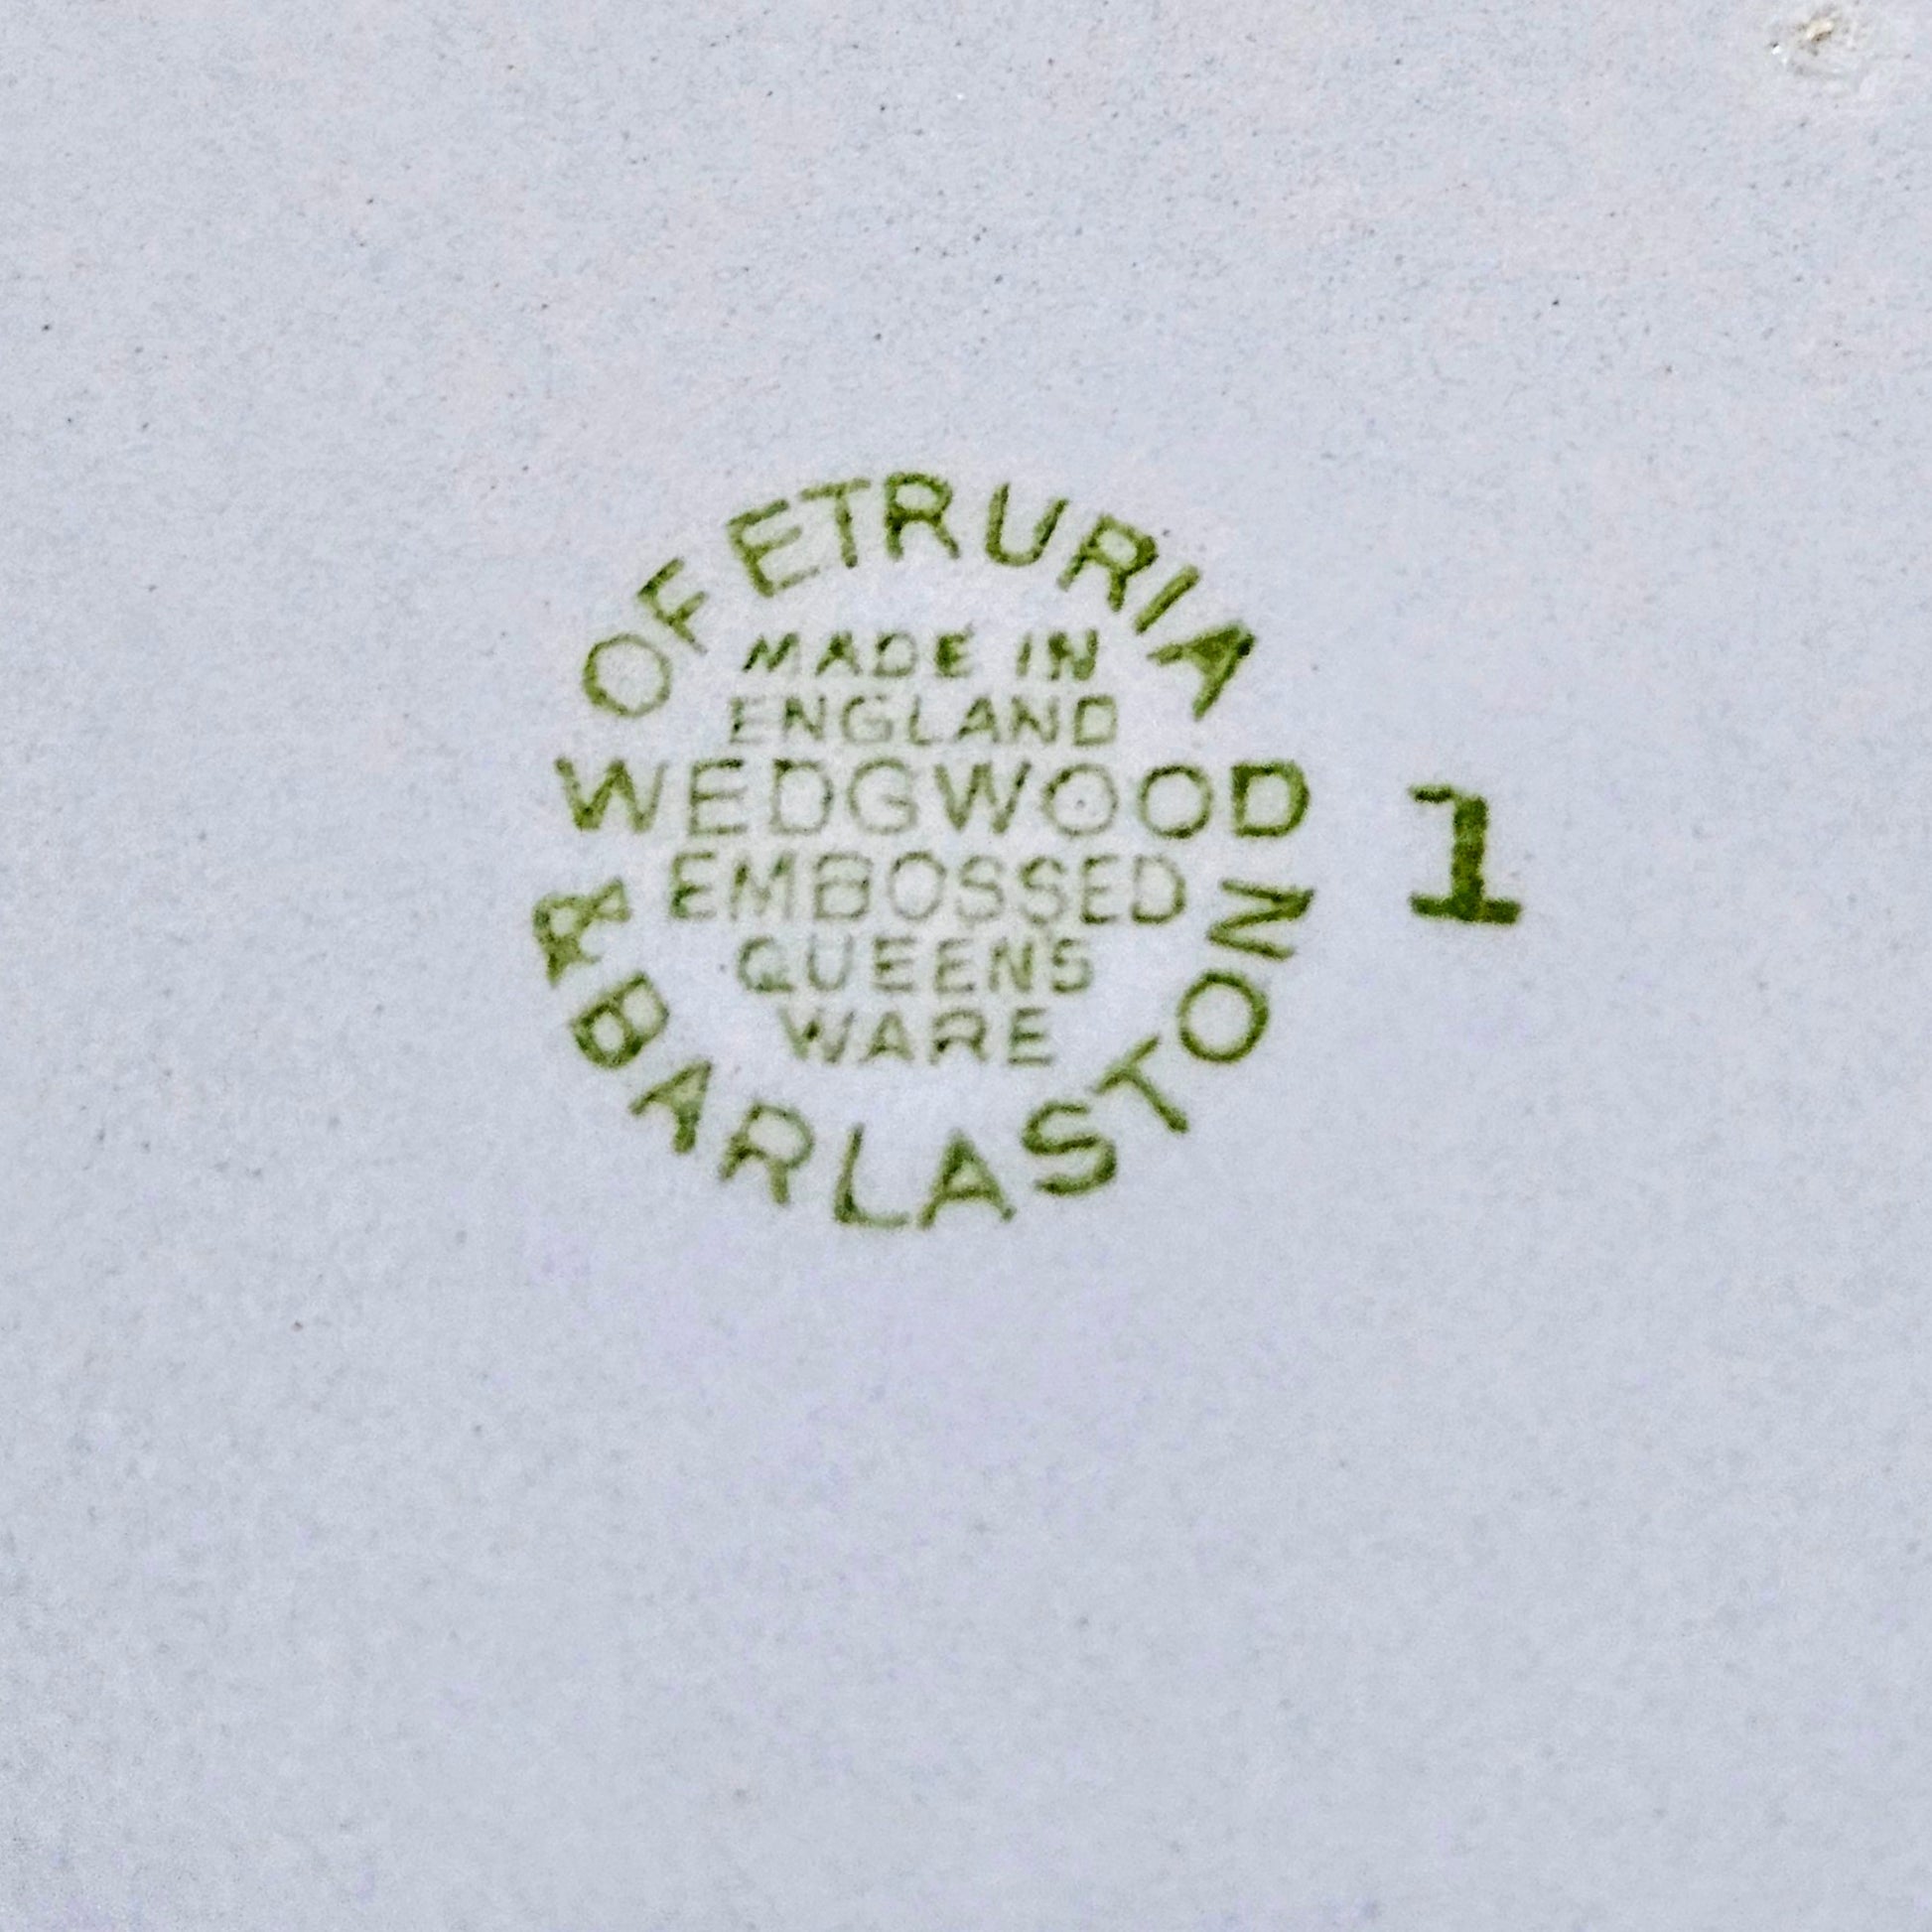 OF ETRURIA
MADE IN
ENGLAND
WEDGWOOD
EMBOSSED
QUEENS
WARE
& BARLASTON
1